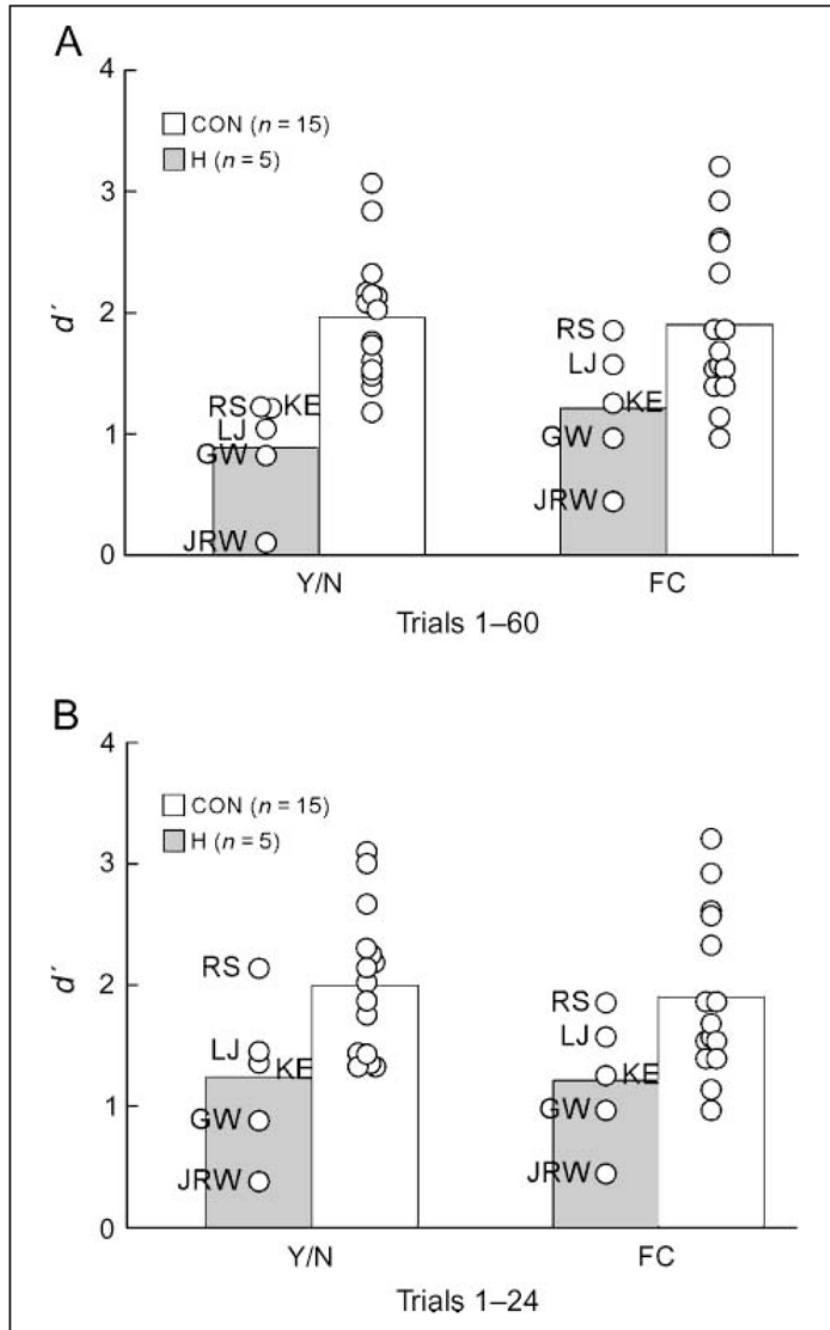 A
4
CON (n = 15)
H (n = 5)
3
d´
2
RS
LJ
RS KE
KE
1
LJ
GW
GW
JRW
JRW
0
Y/N
FC
Trials 1–60
B
4
CON (n = 15)
H (n = 5)
3
d´
2
RS
RS
LJ
LJ
KE
KE
1
GW
GW
JRW
JRW
0
Y/N
FC
Trials 1–24